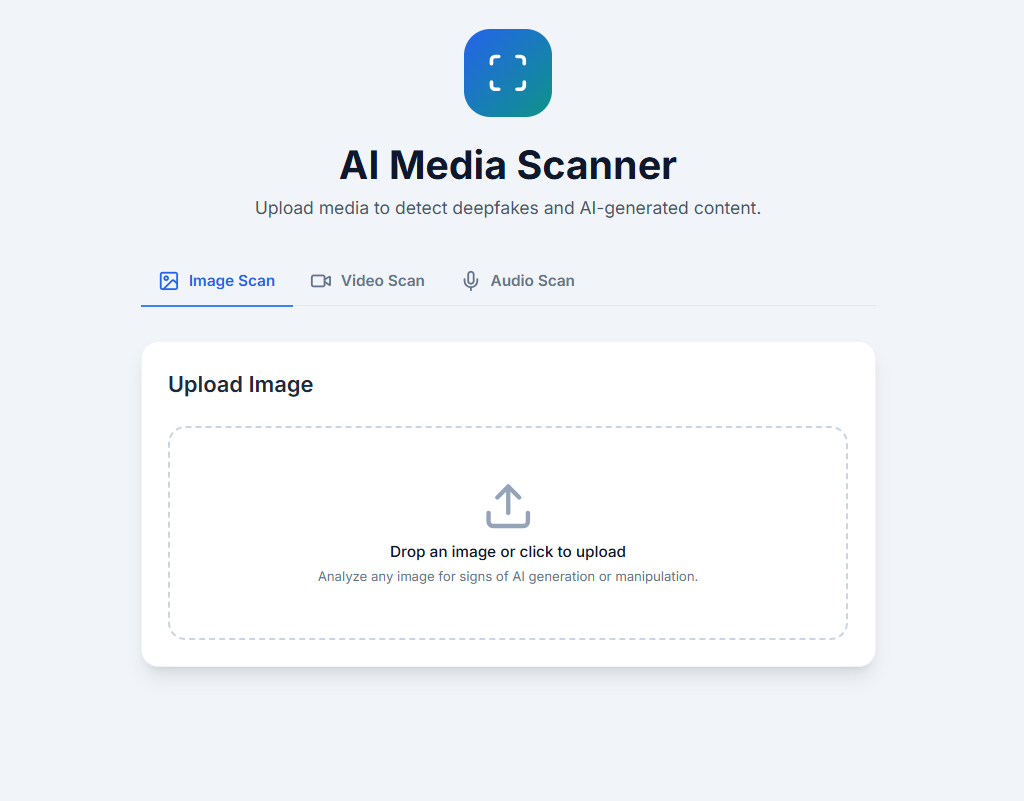 AI Media Scanner
Upload media to detect deepfakes and AI-generated content.
Image Scan
Video Scan
Audio Scan
Upload Image
Drop an image or click to upload
Analyze any image for signs of AI generation or manipulation.